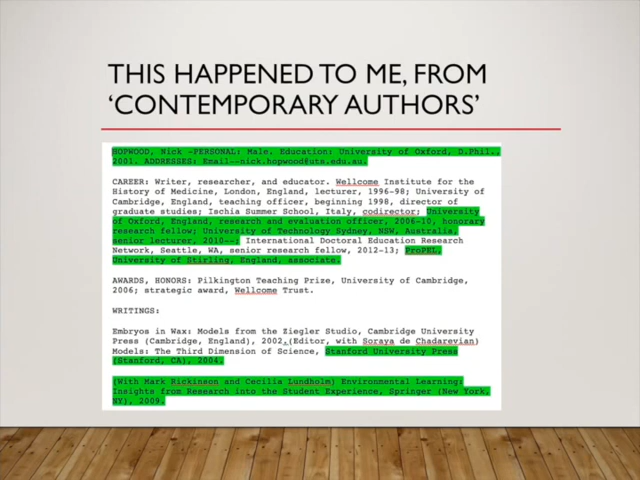 THIS HAPPENED TO ME, FROM
‘CONTEMPORARY AUTHORS’
HOPWOOD, Nick -PERSONAL: Male. Education: University of Oxford, D.Phil.,
2001. ADDRESSES: Email--nick.hopwood@uts.edu.au.
CAREER: Writer, researcher, and educator. Wellcome Institute for the
History of Medicine, London, England, lecturer, 1996-98; University of
Cambridge, England, teaching officer, beginning 1998, director of
graduate studies; Ischia Summer School, Italy, codirector; University
of Oxford, England, research and evaluation officer, 2006-10, honorary
research fellow; University of Technology Sydney, NSW, Australia,
senior lecturer, 2010--; International Doctoral Education Research
Network, Seattle, WA, senior research fellow, 2012-13; ProPEL,
University of Stirling, England, associate.
AWARDS, HONORS: Pilkington Teaching Prize, University of Cambridge,
2006; strategic award, Wellcome Trust.
WRITINGS:
Embryos in Wax: Models from the Ziegler Studio, Cambridge University
Press (Cambridge, England), 2002.(Editor, with Soraya de Chadarevian)
Models: The Third Dimension of Science, Stanford University Press
(Stanford, CA), 2004.
(With Mark Rickinson and Cecilia Lundholm) Environmental Learning:
Insights from Research into the Student Experience, Springer (New York,
NY), 2009.